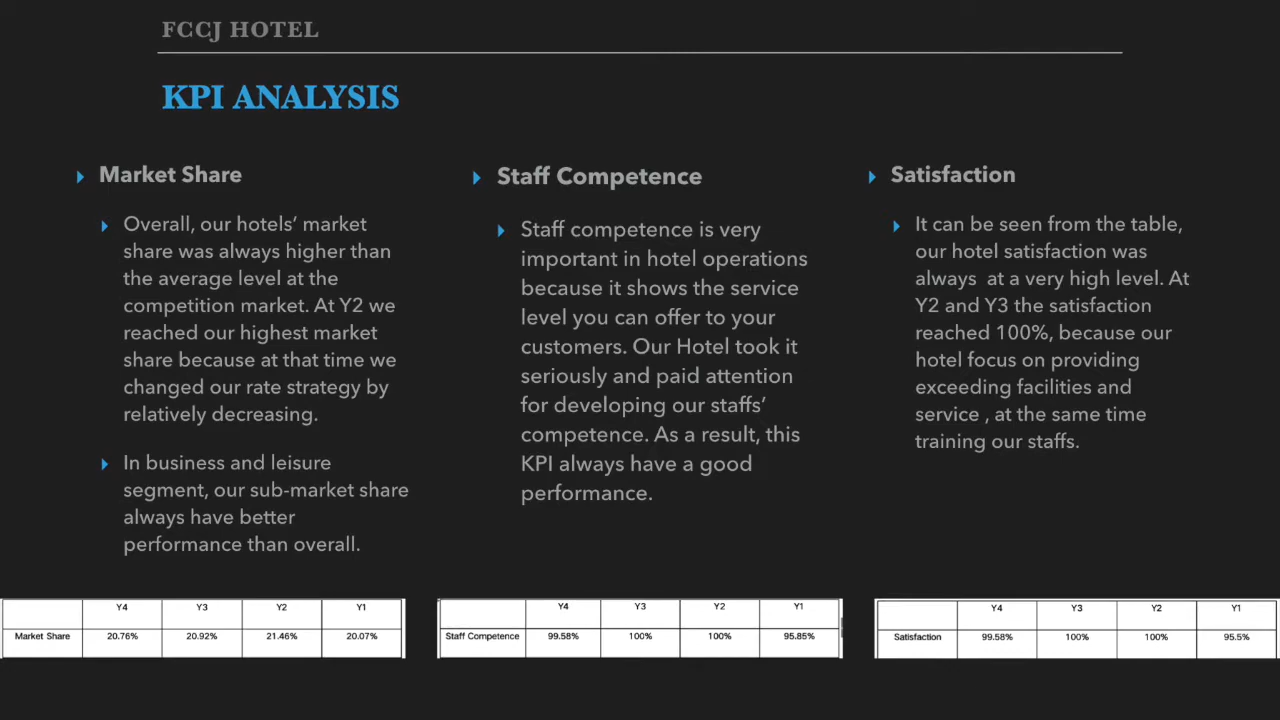 FCCJ HOTEL
KPI ANALYSIS
Market Share
Overall, our hotels’ market
share was always higher than
the average level at the
competition market. At Y2 we
reached our highest market
share because at that time we
changed our rate strategy by
relatively decreasing.
In business and leisure
segment, our sub-market share
always have better
performance than overall.
Staff Competence
Staff competence is very
important in hotel operations
because it shows the service
level you can offer to your
customers. Our Hotel took it
seriously and paid attention
for developing our staffs’
competence. As a result, this
KPI always have a good
performance.
Satisfaction
It can be seen from the table,
our hotel satisfaction was
always  at a very high level. At
Y2 and Y3 the satisfaction
reached 100%, because our
hotel focus on providing
exceeding facilities and
service , at the same time
training our staffs.
Y4 Y3 Y2 Y1
Market Share 20.76% 20.92% 21.46% 20.07%
Y4 Y3 Y2 Y1
Staff Competence 99.58% 100% 100% 95.85%
Y4 Y3 Y2 Y1
Satisfaction 99.58% 100% 100% 95.5%